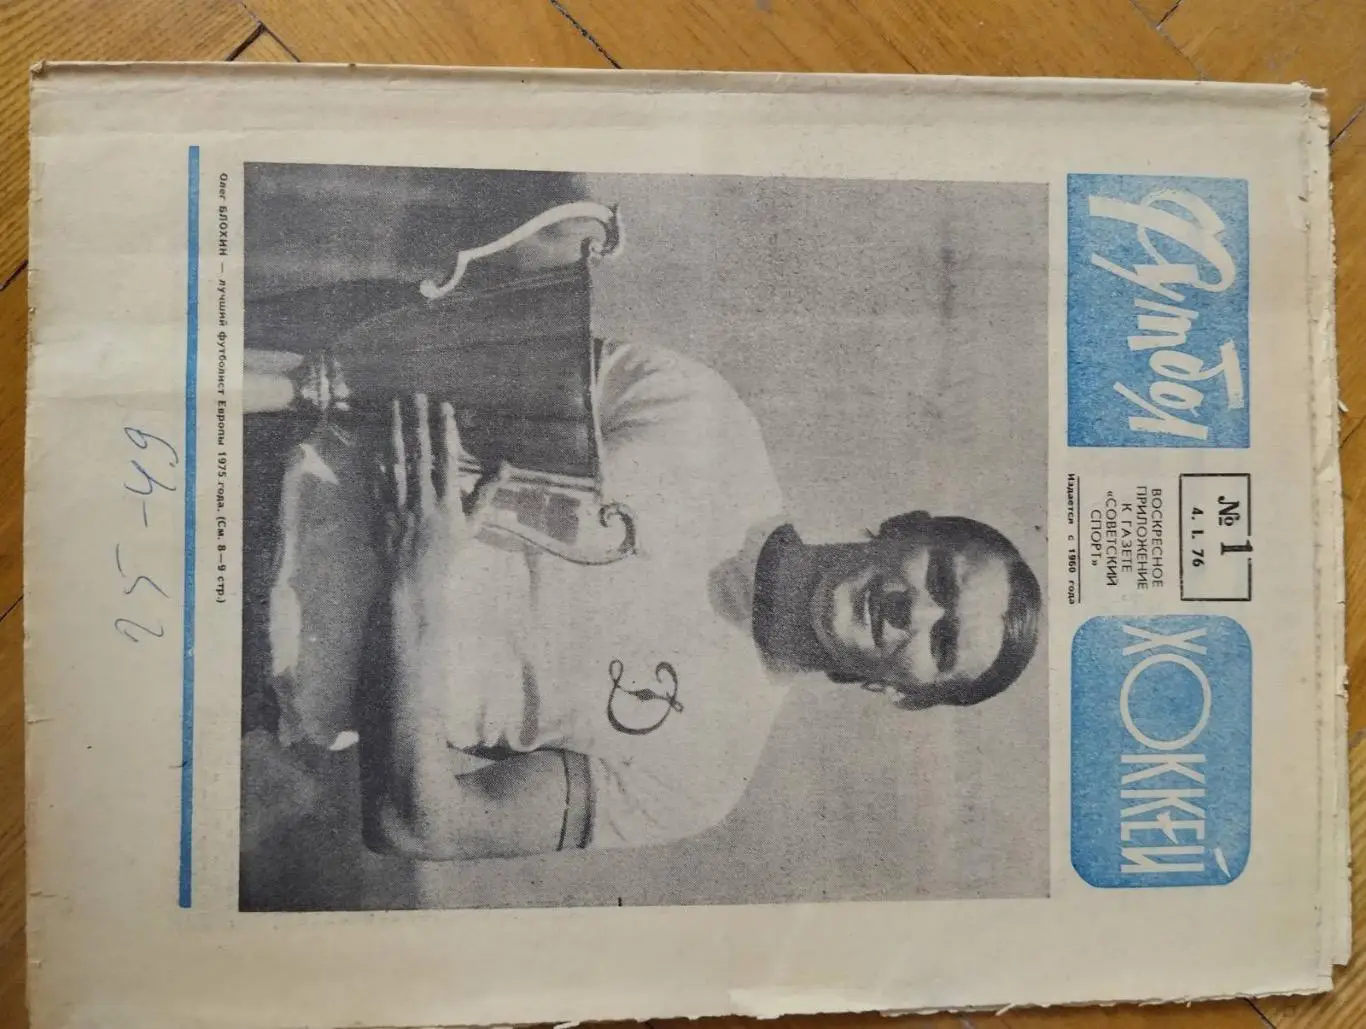 Футбол
№ 1
4. I. 76
ВОСКРЕСНОЕ
ПРИЛОЖЕНИЕ
К ГАЗЕТЕ
«СОВЕТСКИЙ
СПОРТ»
Издается с 1960 года
ХОККЕЙ
Д
Олег БЛОХИН — лучший футболист Европы 1975 года. (См. 8—9 стр.)